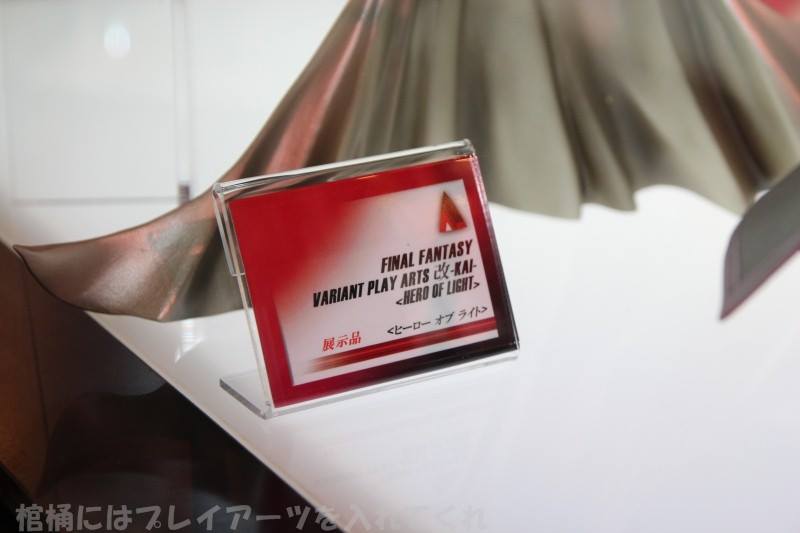 FINAL FANTASY
VARIANT PLAY ARTS 改-KAI-
<HERO OF LIGHT>
<ヒーロー オブ ライト>
展示品
棺桶にはプレイアーツを入れてくれ